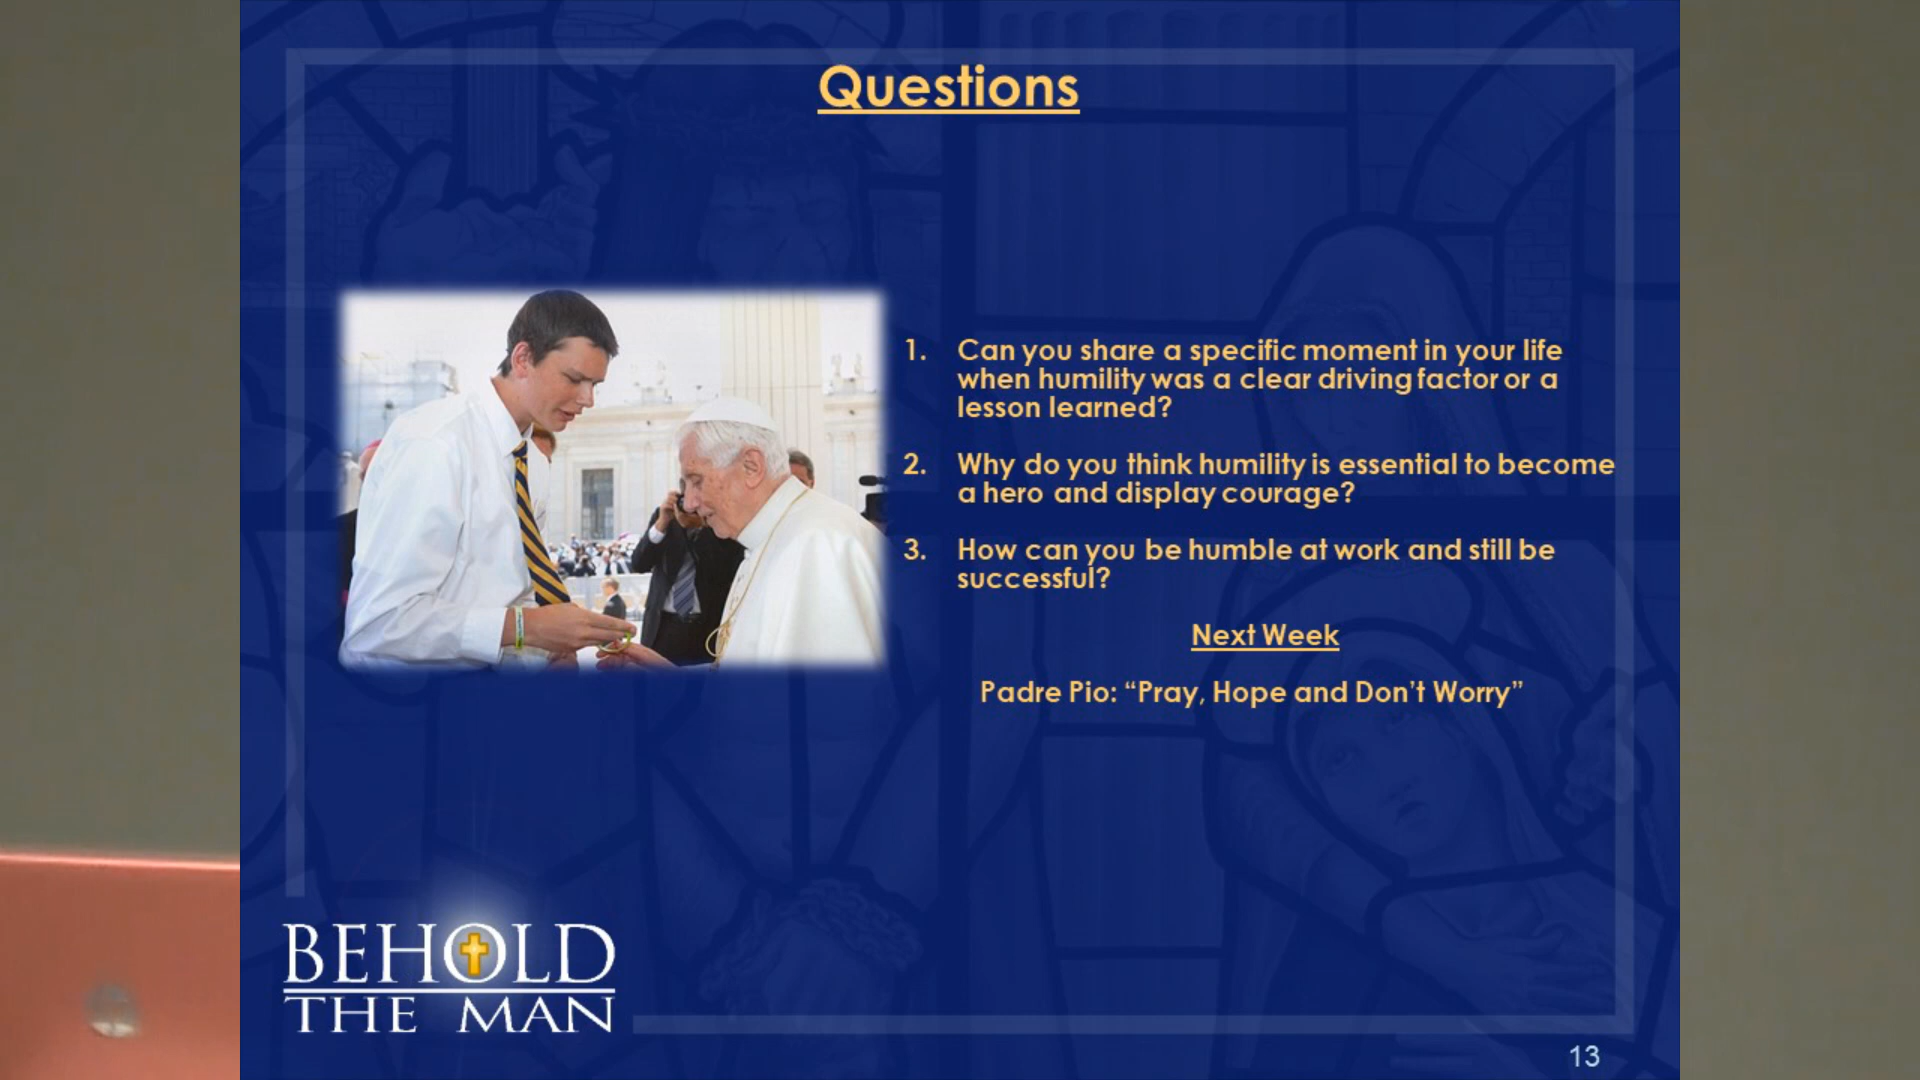 Questions
1. Can you share a specific moment in your life
when humility was a clear driving factor or a
lesson learned?
2. Why do you think humility is essential to become
a hero and display courage?
3. How can you be humble at work and still be
successful?
Next Week
Padre Pio: “Pray, Hope and Don’t Worry”
BEHOLD
THE MAN
13